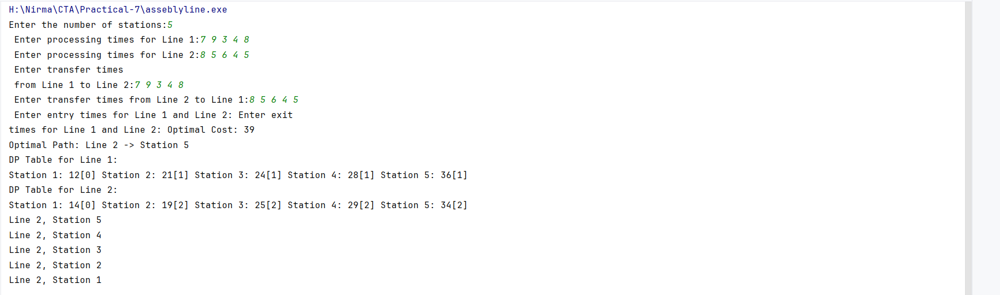 H:\Nirma\CTA\Practical-7\asseblyline.exe
Enter the number of stations:5
 Enter processing times for Line 1:7 9 3 4 8
 Enter processing times for Line 2:8 5 6 4 5
 Enter transfer times
 from Line 1 to Line 2:7 9 3 4 8
 Enter transfer times from Line 2 to Line 1:8 5 6 4 5
 Enter entry times for Line 1 and Line 2: Enter exit
times for Line 1 and Line 2: Optimal Cost: 39
Optimal Path: Line 2 -> Station 5
DP Table for Line 1:
Station 1: 12[0] Station 2: 21[1] Station 3: 24[1] Station 4: 28[1] Station 5: 36[1]
DP Table for Line 2:
Station 1: 14[0] Station 2: 19[2] Station 3: 25[2] Station 4: 29[2] Station 5: 34[2]
Line 2, Station 5
Line 2, Station 4
Line 2, Station 3
Line 2, Station 2
Line 2, Station 1